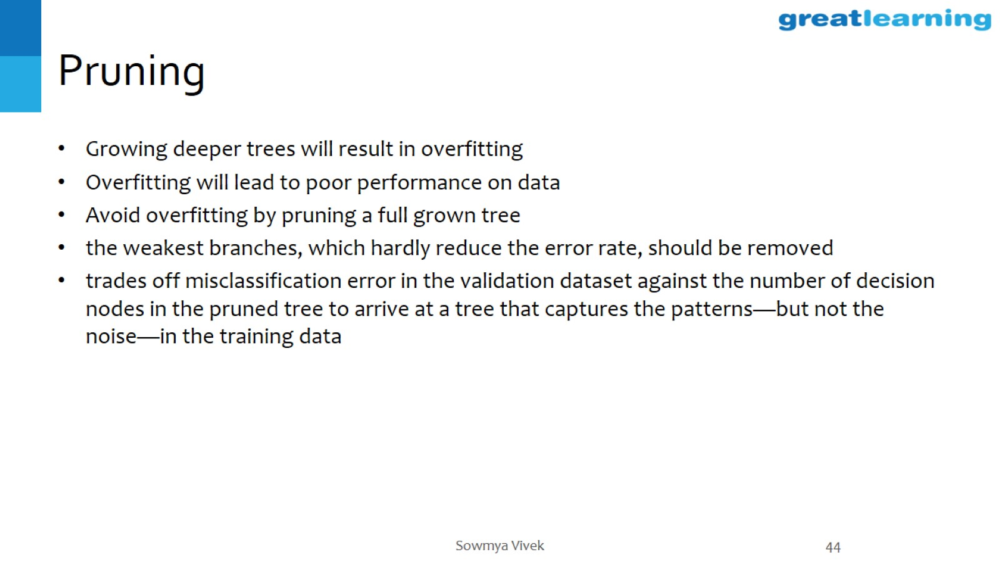 greatlearning
Pruning
• Growing deeper trees will result in overfitting
• Overfitting will lead to poor performance on data
• Avoid overfitting by pruning a full grown tree
• the weakest branches, which hardly reduce the error rate, should be removed
• trades off misclassification error in the validation dataset against the number of decision
nodes in the pruned tree to arrive at a tree that captures the patterns—but not the
noise—in the training data
Sowmya Vivek
44